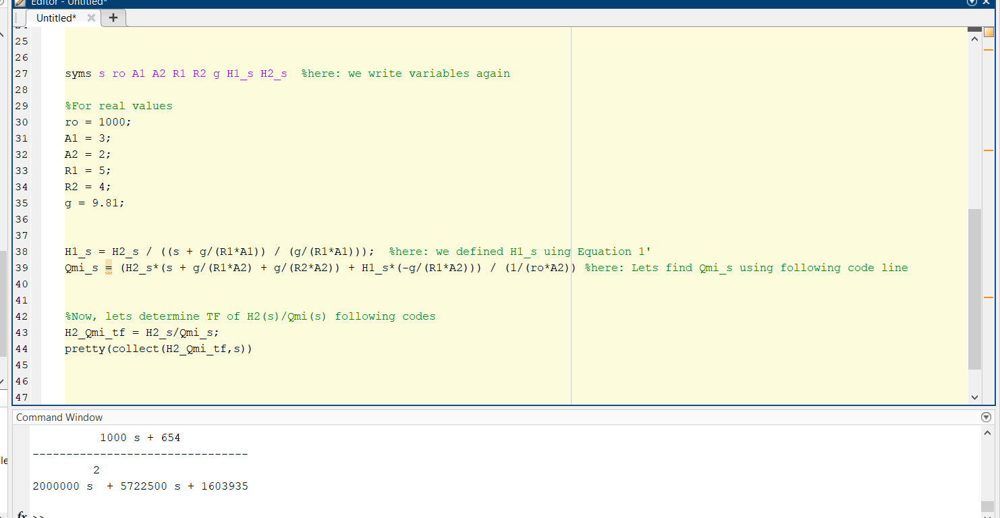 Editor - Untitled*
Untitled* × +
25
26
27 syms s ro A1 A2 R1 R2 g H1_s H2_s %here: we write variables again
28
29 %For real values
30 ro = 1000;
31 A1 = 3;
32 A2 = 2;
33 R1 = 5;
34 R2 = 4;
35 g = 9.81;
36
37
38 H1_s = H2_s / ((s + g/(R1*A1)) / (g/(R1*A1))); %here: we defined H1_s uing Equation 1'
39 Qmi_s = (H2_s*(s + g/(R1*A2) + g/(R2*A2)) + H1_s*(-g/(R1*A2))) / (1/(ro*A2)) %here: Lets find Qmi_s using following code line
40
41
42 %Now, lets determine TF of H2(s)/Qmi(s) following codes
43 H2_Qmi_tf = H2_s/Qmi_s;
44 pretty(collect(H2_Qmi_tf,s))
45
46
47
Command Window
1000 s + 654
--------------------------------
2
2000000 s + 5722500 s + 1603935
le
fx >>